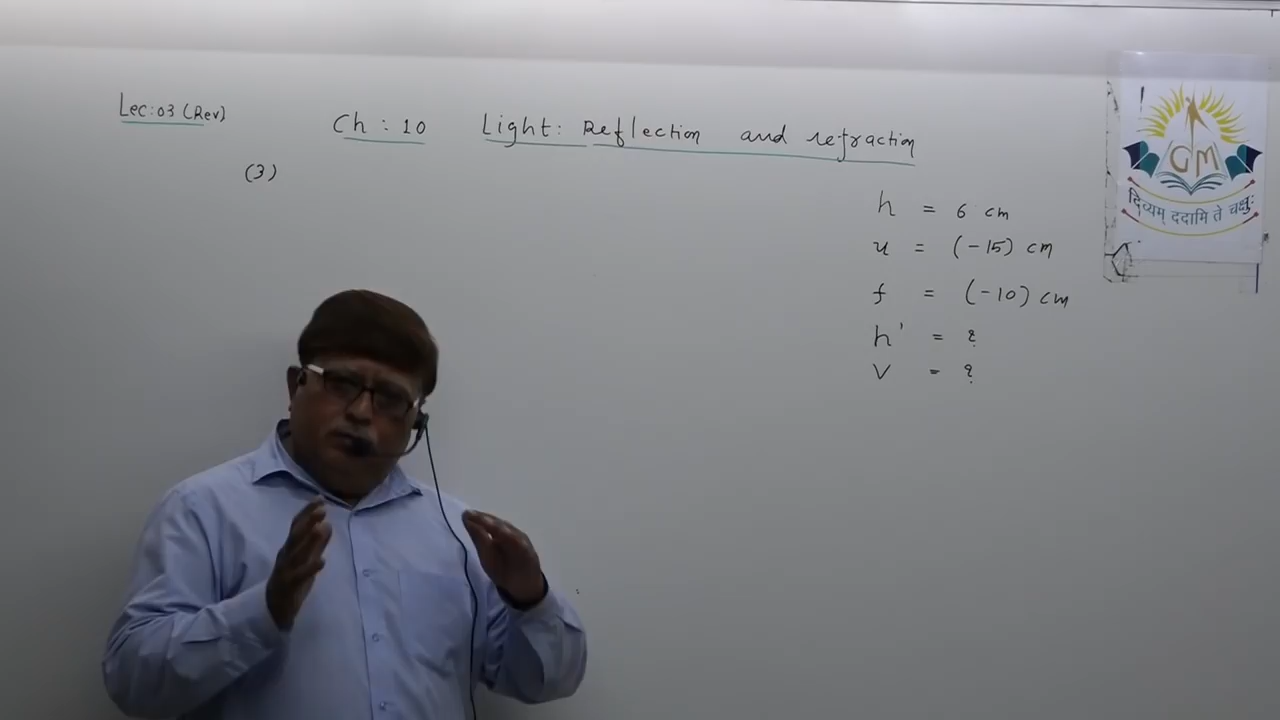 Lec:03 (Rev)
Ch : 10 Light: Reflection and refraction
(3)
h = 6 cm
u = (-15) cm
f = (-10) cm
h' = ?
v = ?
GM
दिव्यम् ददामि ते चक्षुः